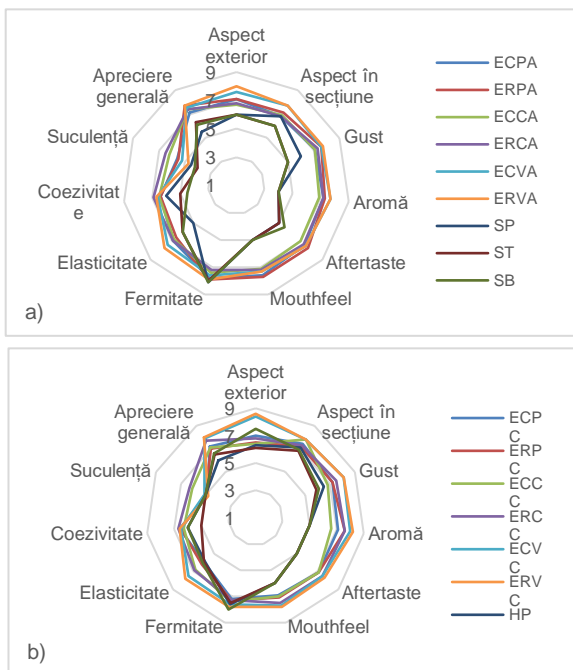 Aspect
exterior
Aspect în
secțiune
Gust
Aromă
Aftertaste
Mouthfeel
Fermitate
Elasticitate
Coezivitat
e
Suculență
Apreciere
generală
9
7
5
3
1
ECPA
ERPA
ECCA
ERCA
ECVA
ERVA
SP
ST
SB
a)
Aspect
exterior
Aspect în
secțiune
Gust
Aromă
Aftertaste
Mouthfeel
Fermitate
Elasticitate
Coezivitate
Suculență
Apreciere
generală
9
7
5
3
1
ECP
C
ERP
C
ECC
C
ERC
C
ECV
C
ERV
C
HP
b)